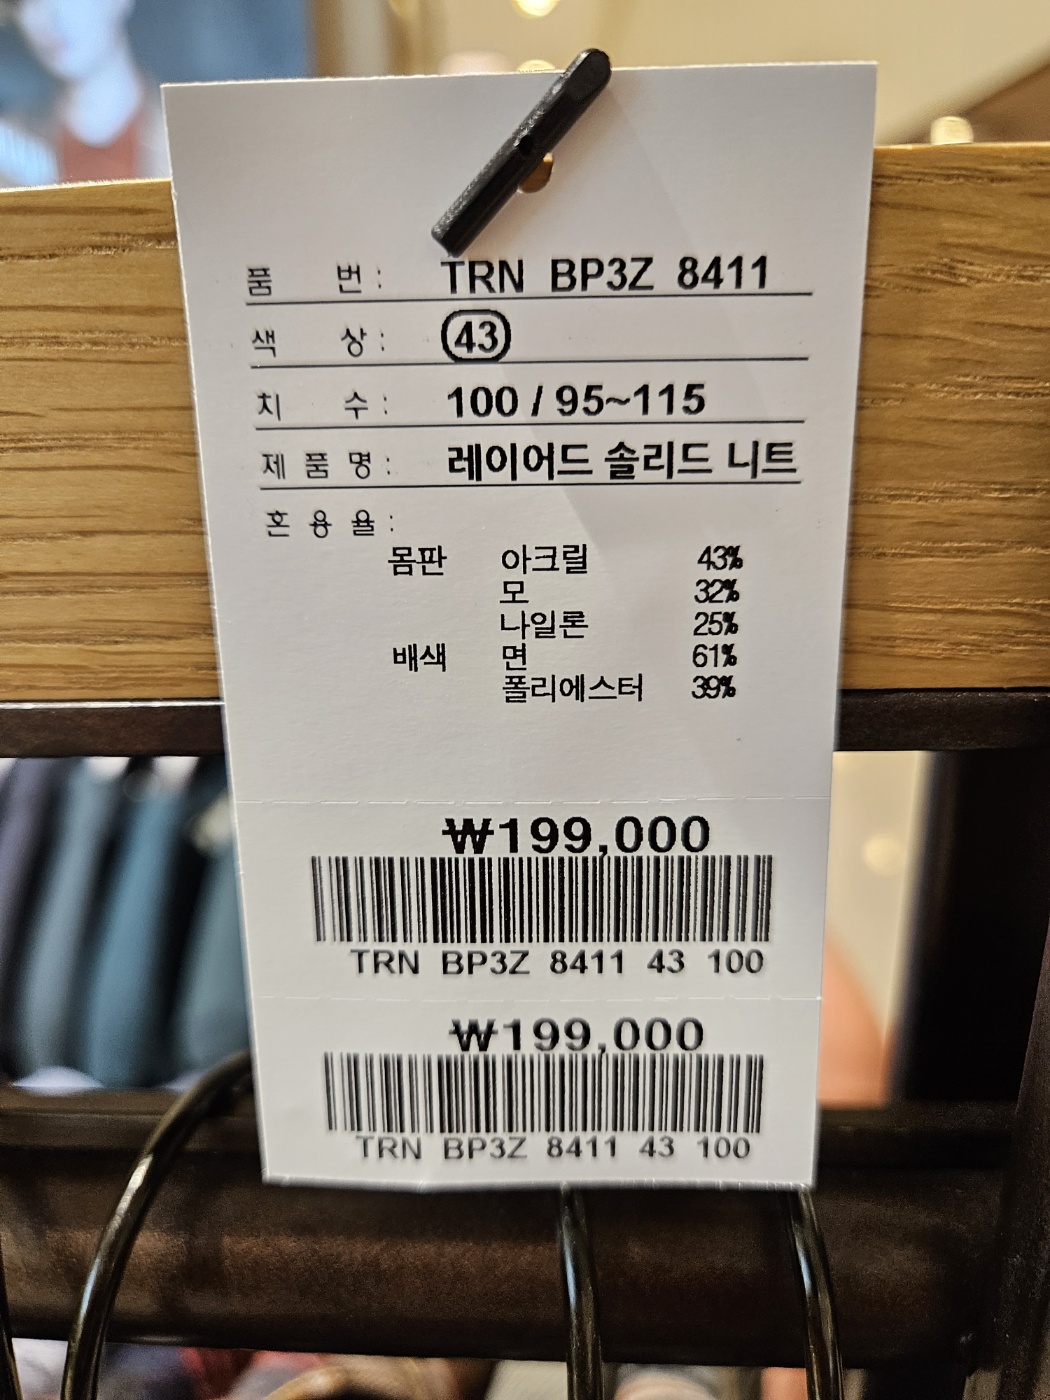 품 번 : TRN BP3Z 8411
색 상 : 43
치 수 : 100 / 95~115
제 품 명 : 레이어드 솔리드 니트
혼 용 율 :
몸판 아크릴 43%
모 32%
나일론 25%
배색 면 61%
폴리에스터 39%
₩199,000
TRN BP3Z 8411 43 100
₩199,000
TRN BP3Z 8411 43 100